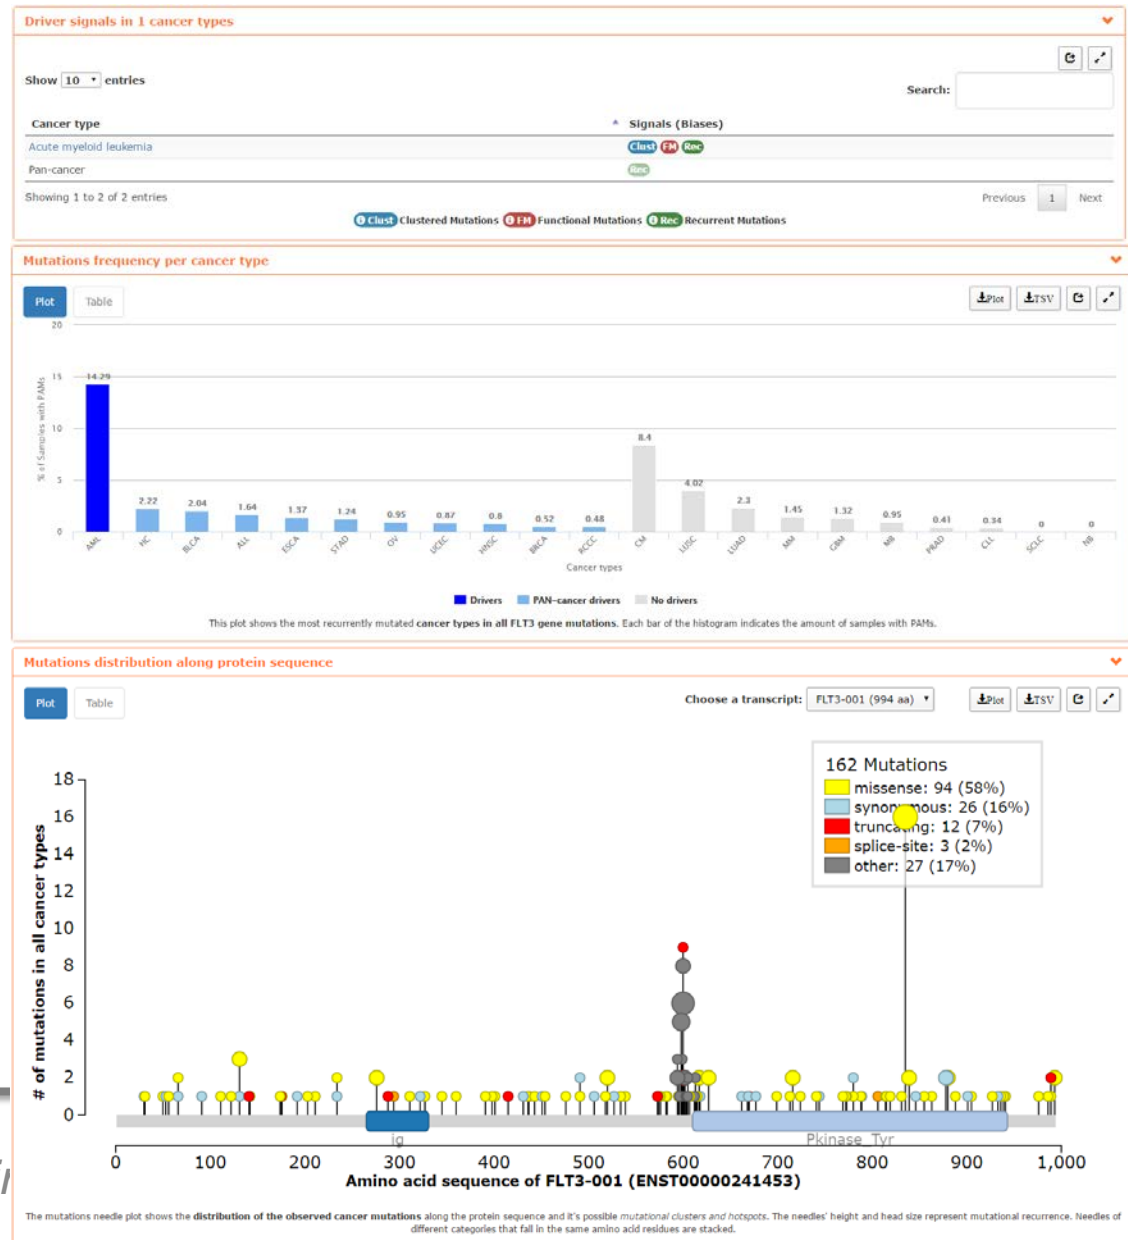 Driver signals in 1 cancer types
Show 10 entries
Search:
Cancer type Signals (Biases)
Acute myeloid leukemia Clust FM Rec
Pan-cancer Rec
Showing 1 to 2 of 2 entries
Previous 1 Next
Clust Clustered Mutations FM Functional Mutations Rec Recurrent Mutations
Mutations frequency per cancer type
Plot Table
Plot TSV
20
15
10
5
0
% of Samples with PAMs
14.29 2.22 2.04 1.64 1.37 1.24 0.95 0.87 0.8 0.52 0.48 8.4 4.02 2.3 1.45 1.32 0.95 0.41 0.34 0 0
AML HC BLCA ALL ESCA STAD OV UCEC HNSC BRCA RCCC CM LUSC LUAD MM GBM MB PRAD CLL SCLC NB
Cancer types
Drivers PAN-cancer drivers No drivers
This plot shows the most recurrently mutated cancer types in all FLT3 gene mutations. Each bar of the histogram indicates the amount of samples with PAMs.
Mutations distribution along protein sequence
Plot Table
Choose a transcript: FLT3-001 (994 aa)
Plot TSV
162 Mutations
missense: 94 (58%)
synonymous: 26 (16%)
truncating: 12 (7%)
splice-site: 3 (2%)
other: 27 (17%)
18
16
14
12
10
8
6
4
2
0
# of mutations in all cancer types
ig Pkinase_Tyr
0 100 200 300 400 500 600 700 800 900 1,000
Amino acid sequence of FLT3-001 (ENST00000241453)
The mutations needle plot shows the distribution of the observed cancer mutations along the protein sequence and it's possible mutational clusters and hotspots. The needles' height and head size represent mutational recurrence. Needles of
different categories that fall in the same amino acid residues are stacked.